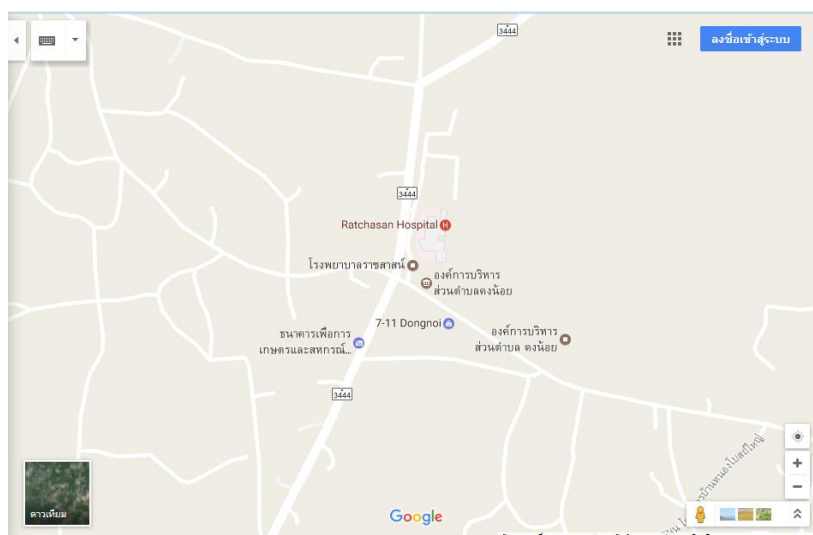 3444
ลงชื่อเข้าสู่ระบบ
3444
Ratchasan Hospital
H
โรงพยาบาลราชสาสน์
องค์การบริหาร
ส่วนตำบลดงน้อย
7-11 Dongnoi
ธนาคารเพื่อการ
เกษตรและสหกรณ์...
องค์การบริหาร
ส่วนตำบล ดงน้อย
3444
ดาวเทียม
Google